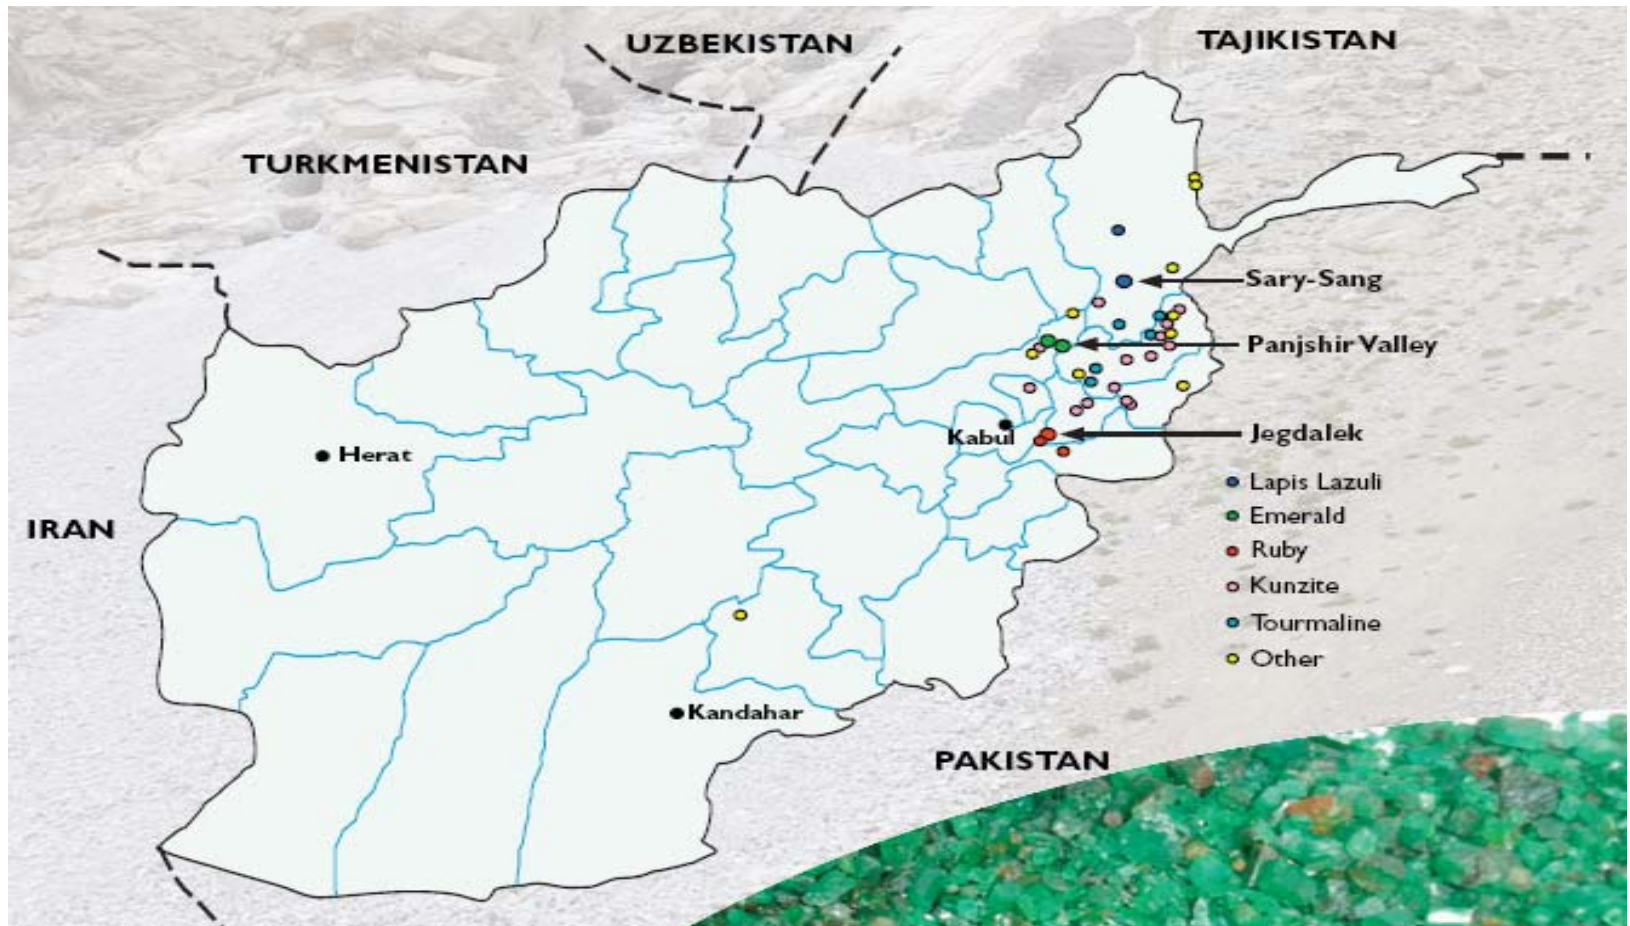 UZBEKISTAN
TAJIKISTAN
TURKMENISTAN
Sary-Sang
Panjshir Valley
Kabul
Jegdalek
Herat
Lapis Lazuli
IRAN
Emerald
Ruby
Kunzite
Tourmaline
Other
Kandahar
PAKISTAN